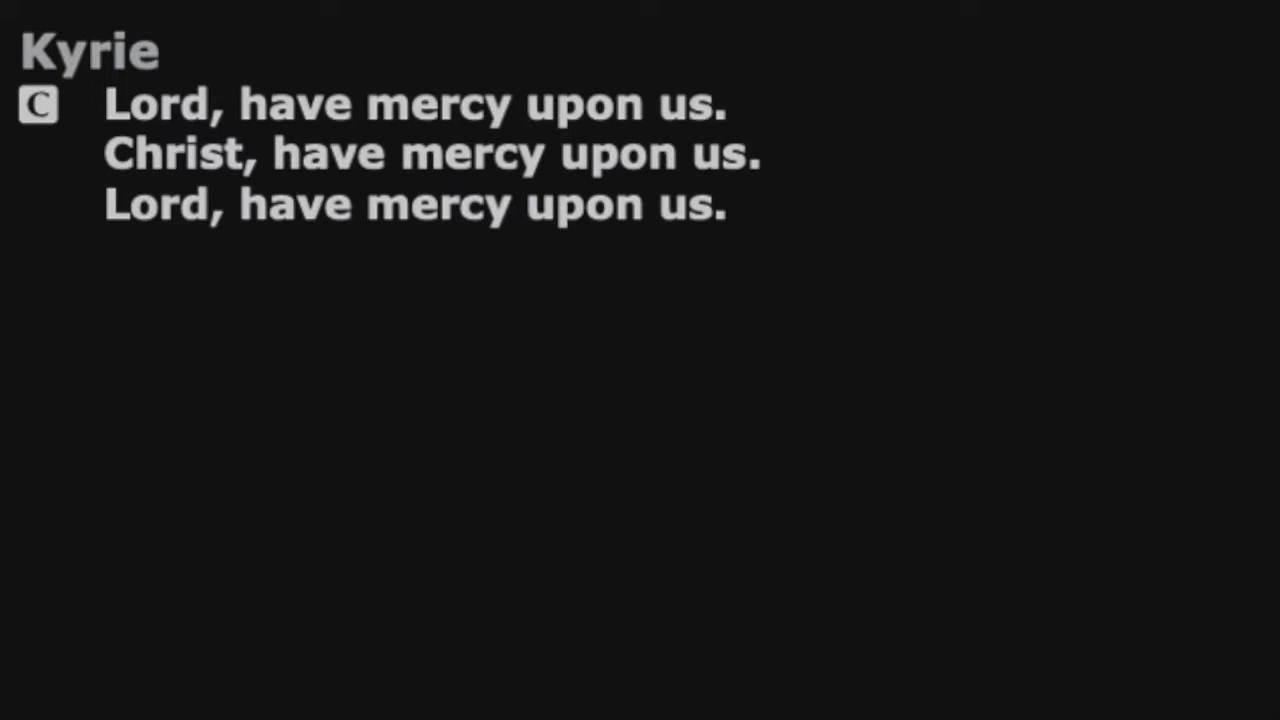 Kyrie
C Lord, have mercy upon us.
Christ, have mercy upon us.
Lord, have mercy upon us.